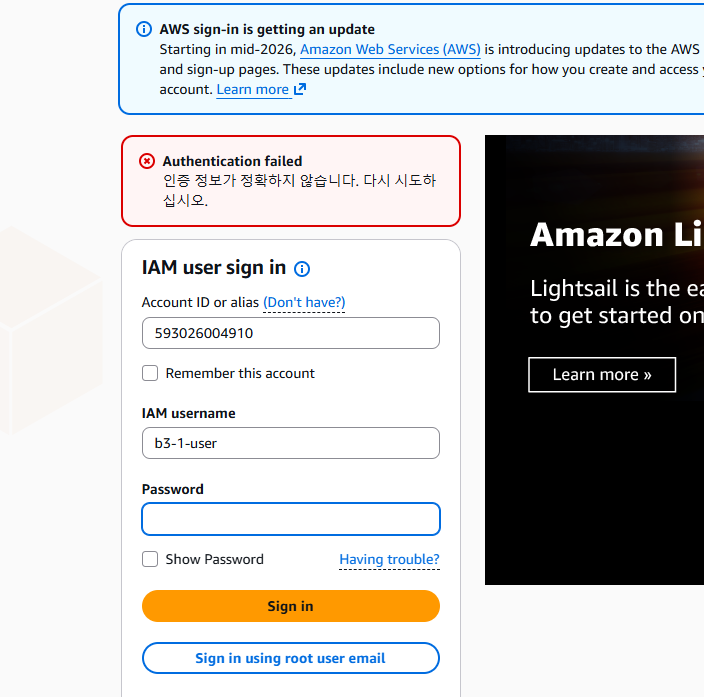 AWS sign-in is getting an update
Starting in mid-2026, Amazon Web Services (AWS) is introducing updates to the AWS
and sign-up pages. These updates include new options for how you create and access
account. Learn more
Authentication failed
인증 정보가 정확하지 않습니다. 다시 시도하
십시오.
IAM user sign in
Account ID or alias (Don't have?)
593026004910
Remember this account
IAM username
b3-1-user
Password
Show Password
Having trouble?
Sign in
Sign in using root user email
Amazon Li
Lightsail is the ea
to get started on
Learn more »